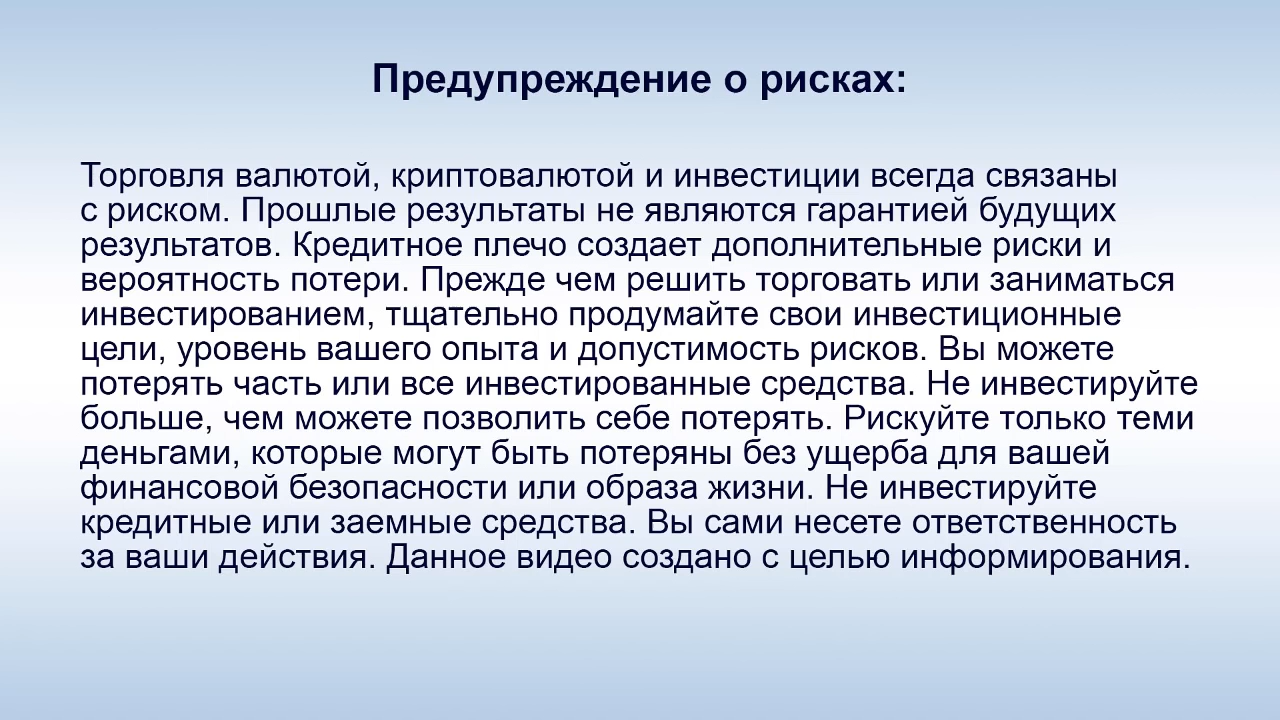 Предупреждение о рисках:
Торговля валютой, криптовалютой и инвестиции всегда связаны
с риском. Прошлые результаты не являются гарантией будущих
результатов. Кредитное плечо создает дополнительные риски и
вероятность потери. Прежде чем решить торговать или заниматься
инвестированием, тщательно продумайте свои инвестиционные
цели, уровень вашего опыта и допустимость рисков. Вы можете
потерять часть или все инвестированные средства. Не инвестируйте
больше, чем можете позволить себе потерять. Рискуйте только теми
деньгами, которые могут быть потеряны без ущерба для вашей
финансовой безопасности или образа жизни. Не инвестируйте
кредитные или заемные средства. Вы сами несете ответственность
за ваши действия. Данное видео создано с целью информирования.